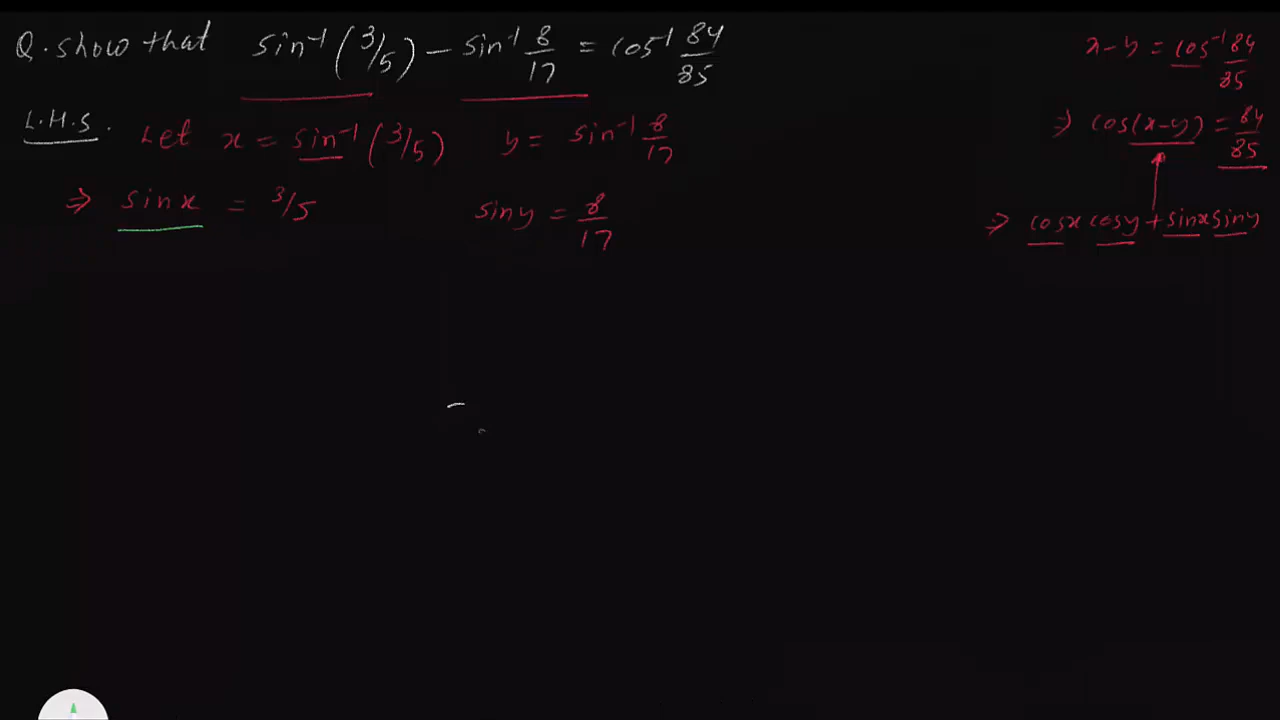 Q. show that sin⁻¹(3/5) − sin⁻¹ 8/17 = cos⁻¹ 84/85
L.H.S. Let x = sin⁻¹(3/5) y = sin⁻¹ 8/17
⇒ sinx = 3/5 siny = 8/17
x−y = cos⁻¹ 84/85
⇒ cos(x−y) = 84/85
⇒ cosx cosy + sinx siny